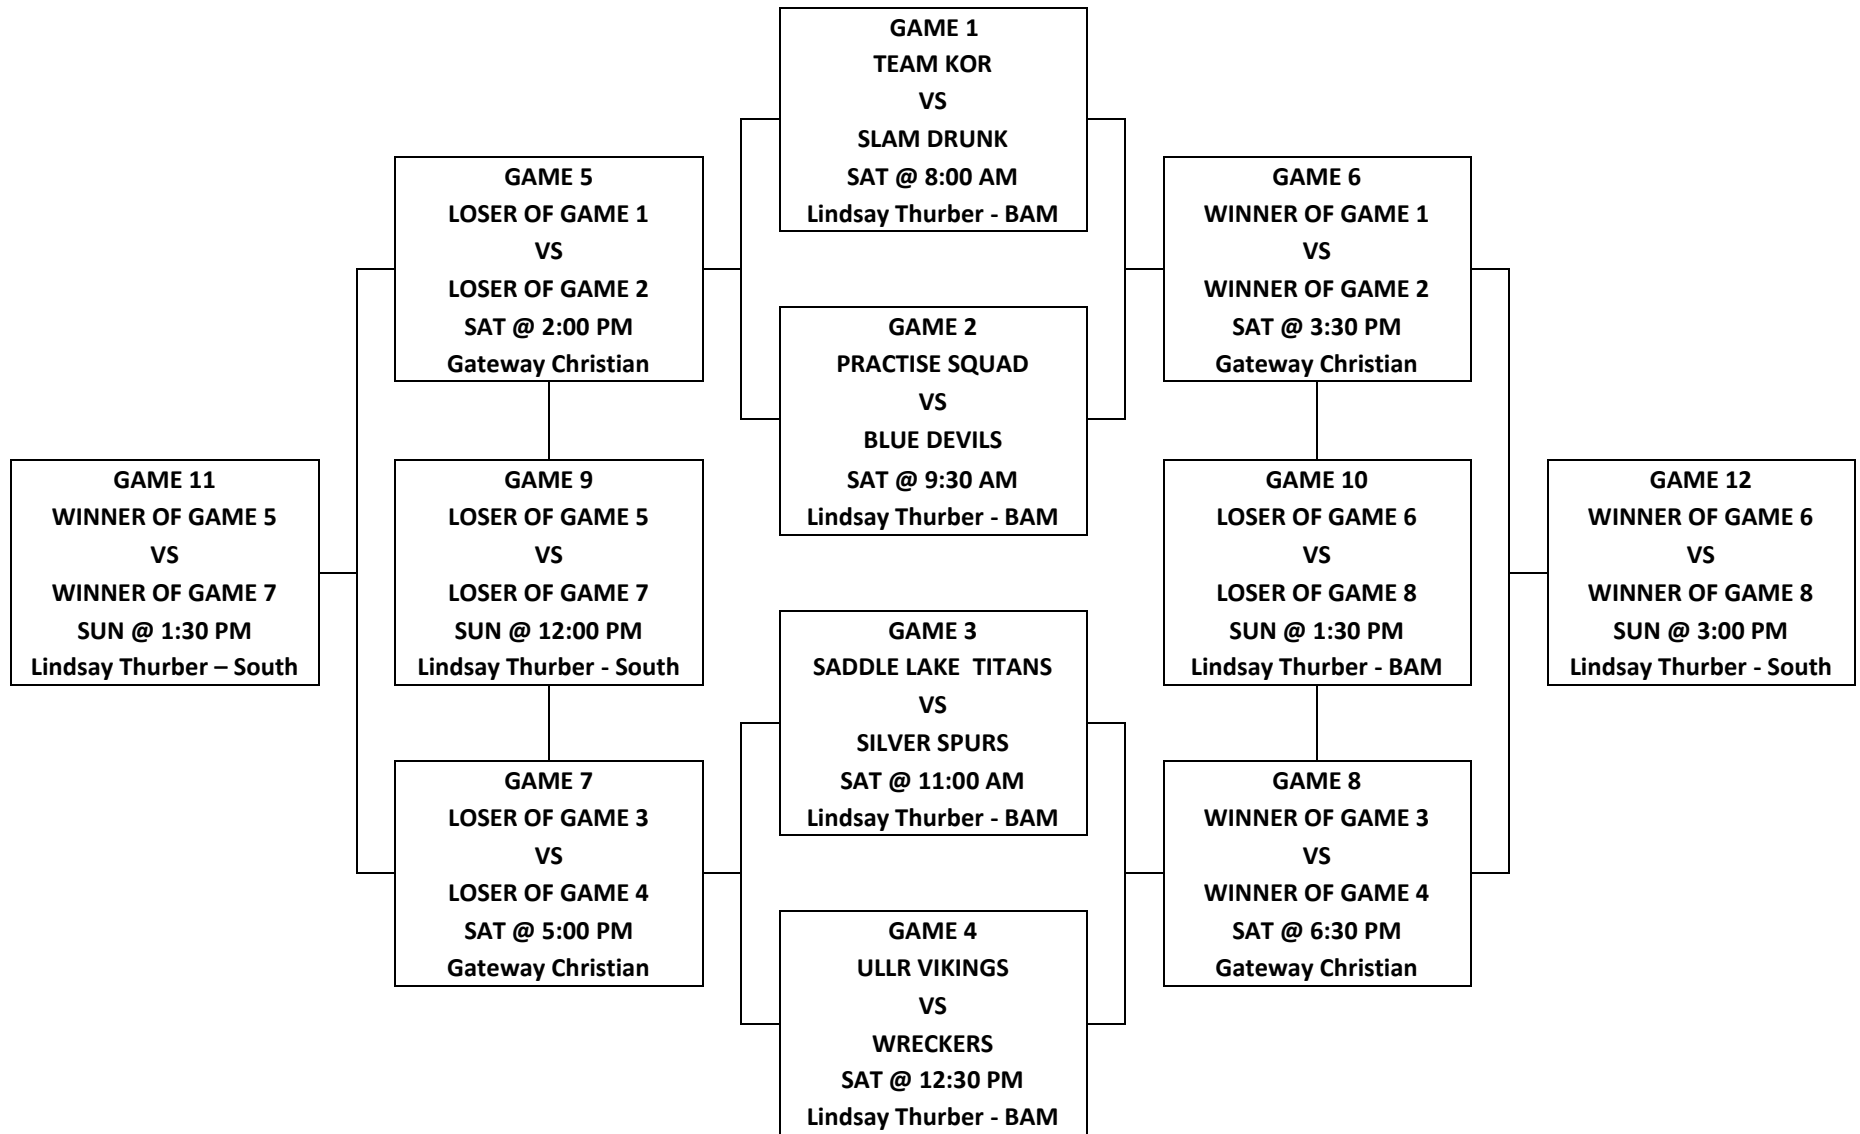 GAME 1
TEAM KOR
VS
SLAM DRUNK
SAT @ 8:00 AM
Lindsay Thurber - BAM
GAME 5
LOSER OF GAME 1
VS
LOSER OF GAME 2
SAT @ 2:00 PM
Gateway Christian
GAME 6
WINNER OF GAME 1
VS
WINNER OF GAME 2
SAT @ 3:30 PM
Gateway Christian
GAME 2
PRACTISE SQUAD
VS
BLUE DEVILS
SAT @ 9:30 AM
Lindsay Thurber - BAM
GAME 11
WINNER OF GAME 5
VS
WINNER OF GAME 7
SUN @ 1:30 PM
Lindsay Thurber – South
GAME 9
LOSER OF GAME 5
VS
LOSER OF GAME 7
SUN @ 12:00 PM
Lindsay Thurber - South
GAME 10
LOSER OF GAME 6
VS
LOSER OF GAME 8
SUN @ 1:30 PM
Lindsay Thurber - BAM
GAME 12
WINNER OF GAME 6
VS
WINNER OF GAME 8
SUN @ 3:00 PM
Lindsay Thurber - South
GAME 3
SADDLE LAKE  TITANS
VS
SILVER SPURS
SAT @ 11:00 AM
Lindsay Thurber - BAM
GAME 7
LOSER OF GAME 3
VS
LOSER OF GAME 4
SAT @ 5:00 PM
Gateway Christian
GAME 8
WINNER OF GAME 3
VS
WINNER OF GAME 4
SAT @ 6:30 PM
Gateway Christian
GAME 4
ULLR VIKINGS
VS
WRECKERS
SAT @ 12:30 PM
Lindsay Thurber - BAM